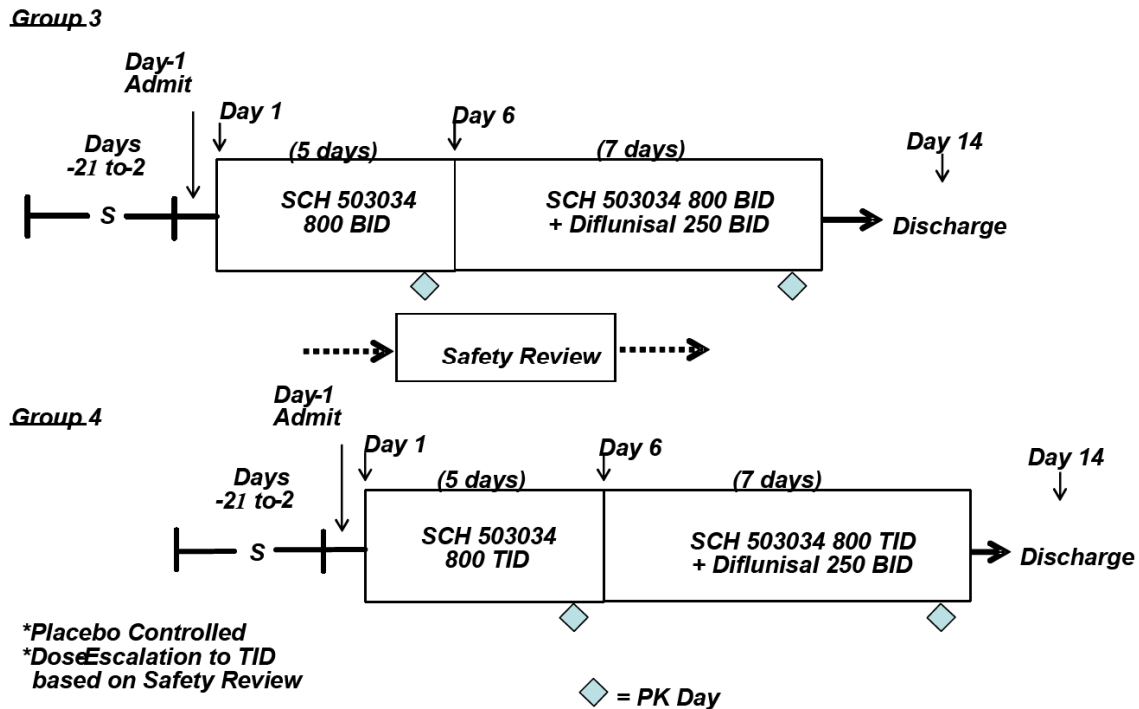 Group 3
Day-1
Admit
Day 1
Day 6
Days
-21 to-2
(5 days)
(7 days)
Day 14
S
SCH 503034
800 BID
SCH 503034 800 BID
+ Diflunisal 250 BID
Discharge
Safety Review
Group 4
Day-1
Admit
Day 1
Day 6
Days
-21 to-2
(5 days)
(7 days)
Day 14
S
SCH 503034
800 TID
SCH 503034 800 TID
+ Diflunisal 250 BID
Discharge
*Placebo Controlled
*DoseEscalation to TID
based on Safety Review
= PK Day